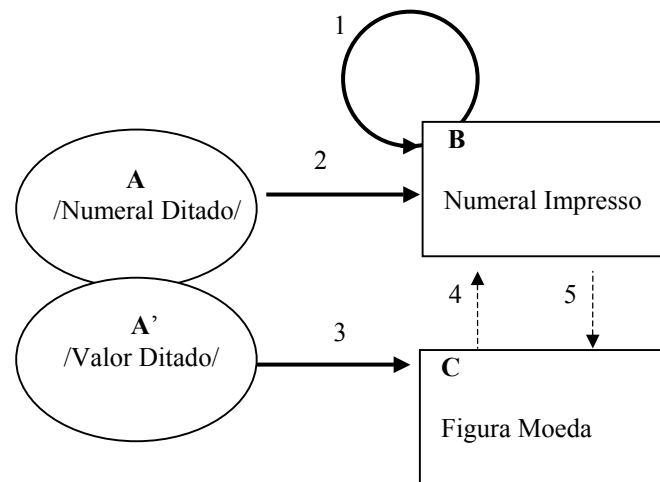 1
B
2
A
/Numeral Ditado/
Numeral Impresso
4
5
A’
/Valor Ditado/
3
C
Figura Moeda